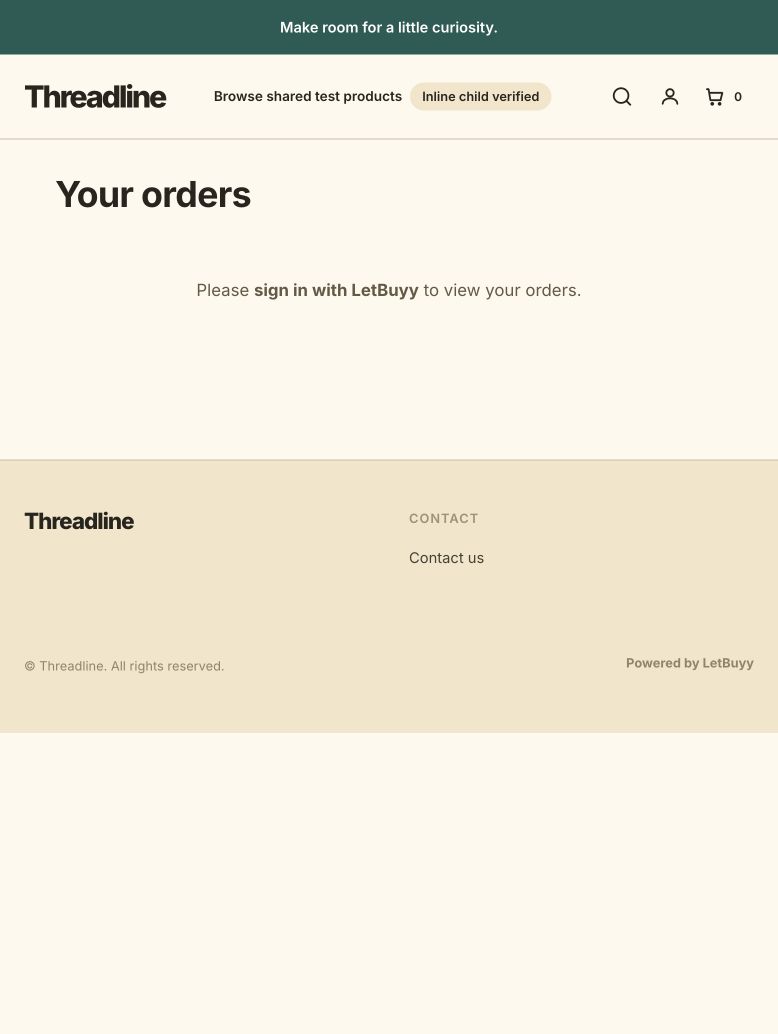 Make room for a little curiosity.
Threadline
Browse shared test products
Inline child verified
0
Your orders
Please sign in with LetBuyy to view your orders.
Threadline
CONTACT
Contact us
© Threadline. All rights reserved.
Powered by LetBuyy